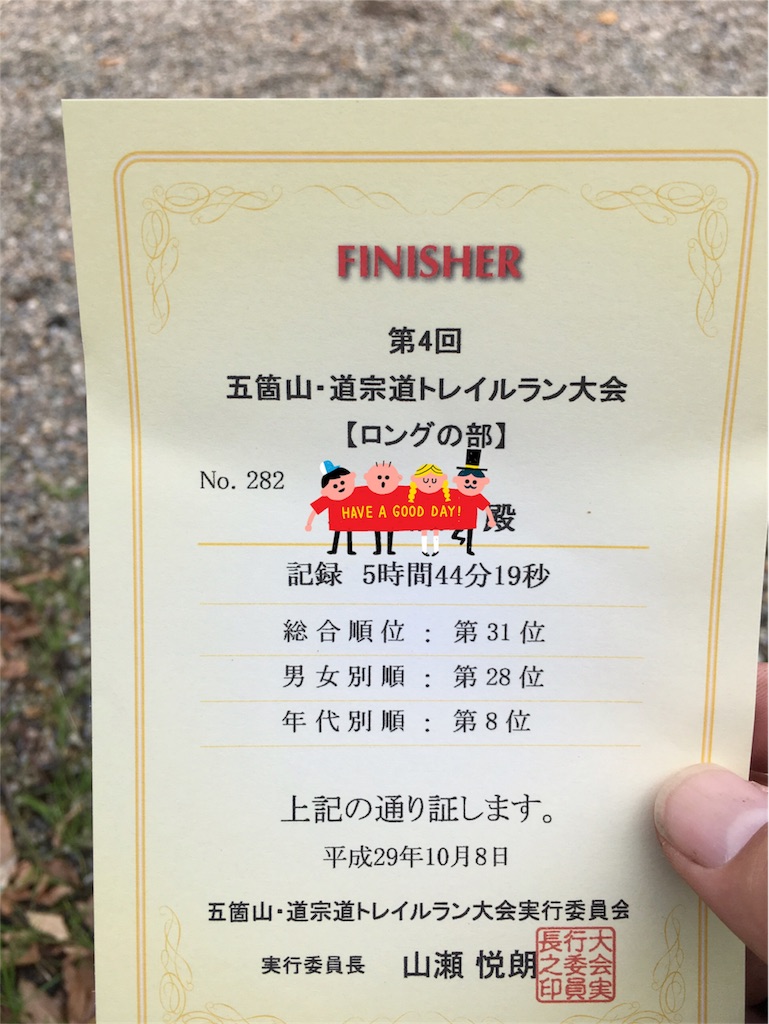 FINISHER
第4回
五箇山・道宗道トレイルラン大会
【ロングの部】
No. 282
HAVE A GOOD DAY!
殿
記録 5時間44分19秒
総合順位 : 第31位
男女別順 : 第28位
年代別順 : 第8位
上記の通り証します。
平成29年10月8日
五箇山・道宗道トレイルラン大会実行委員会
実行委員長 山瀬 悦朗
大会実行委員長之印